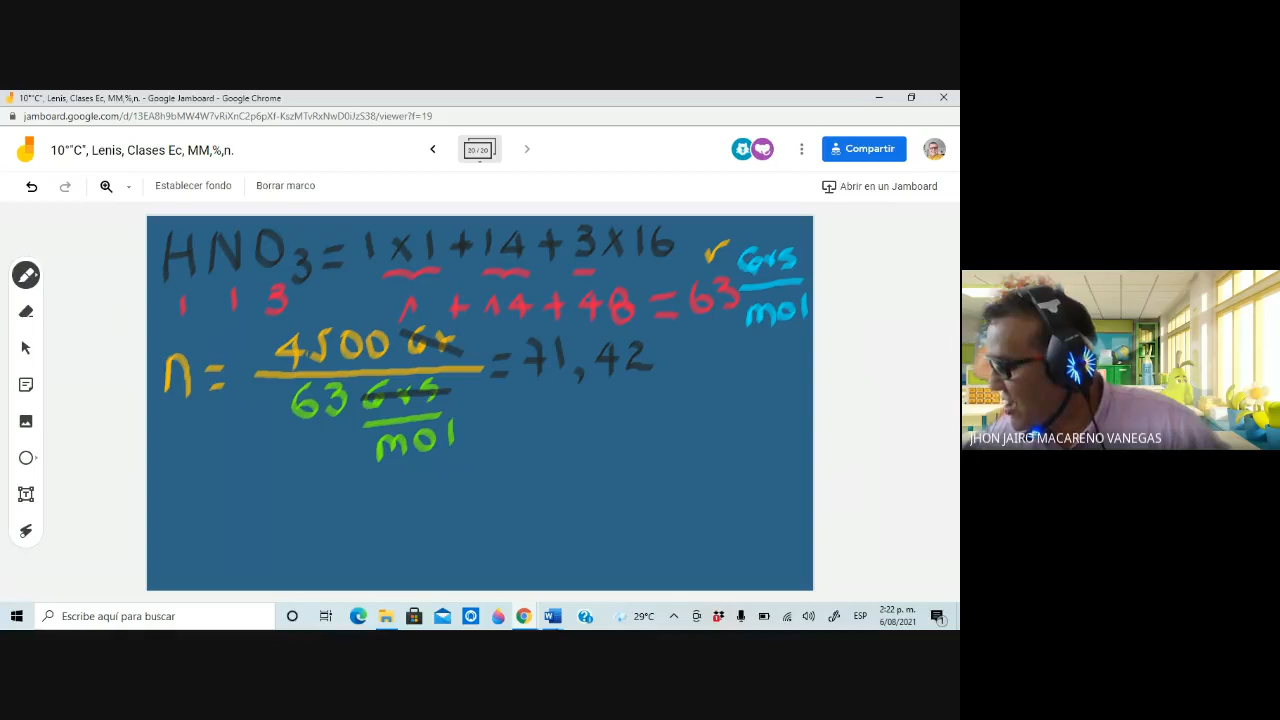 10°"C", Lenis, Clases Ec, MM,%,n. - Google Jamboard - Google Chrome
jamboard.google.com/d/13EA8h9bMW4W7vRiXnC2p6pXf-KszMTvRxNwD0iJzS38/viewer?f=19
10°"C", Lenis, Clases Ec, MM,%,n.
20 / 20
Compartir
Establecer fondo
Borrar marco
Abrir en un Jamboard
HNO3 = 1x1 + 14 + 3x16
1 1 3
1 + 14 + 48 = 63 Grs/mol
n = 4500 Gr / 63 Grs/mol = 71,42
JHON JAIRO MACARENO VANEGAS
Escribe aquí para buscar
29°C
ESP
2:22 p. m.
6/08/2021
1